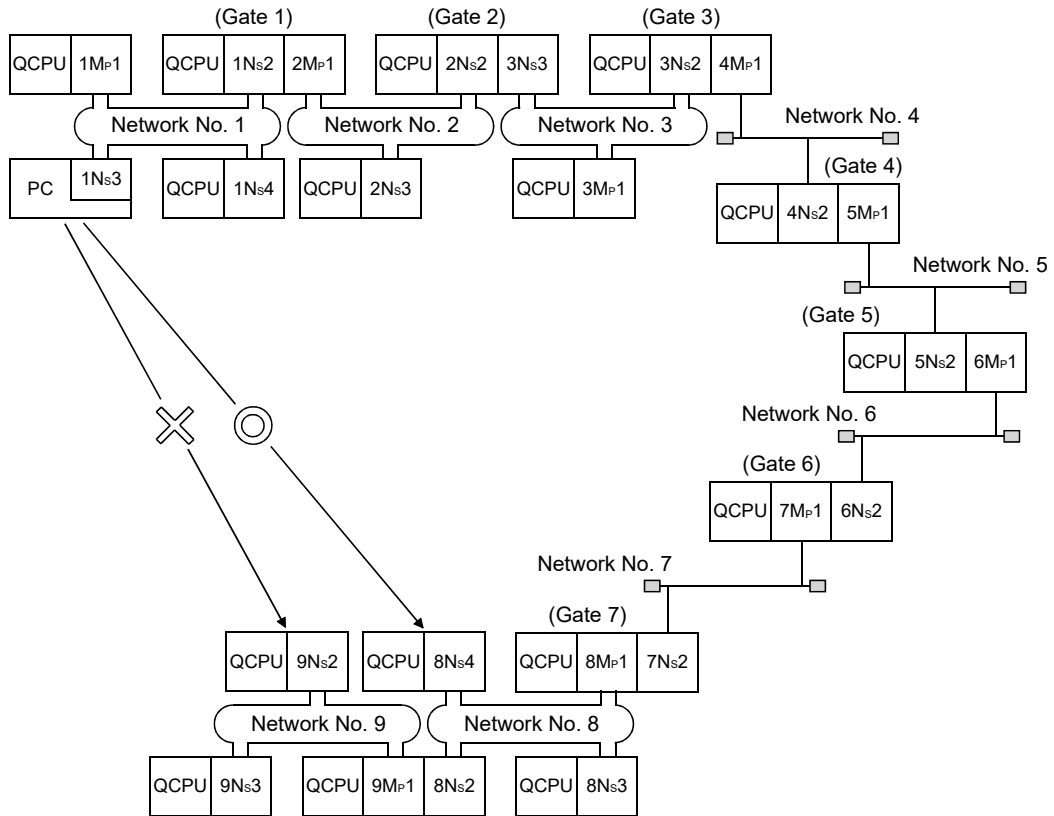 (Gate 1) (Gate 2) (Gate 3)
QCPU 1MP1 QCPU 1NS2 2MP1 QCPU 2NS2 3NS3 QCPU 3NS2 4MP1
Network No. 1 Network No. 2 Network No. 3 Network No. 4
PC 1NS3 QCPU 1NS4 QCPU 2NS3 QCPU 3MP1
(Gate 4)
QCPU 4NS2 5MP1
Network No. 5
(Gate 5)
QCPU 5NS2 6MP1
Network No. 6
(Gate 6)
QCPU 7MP1 6NS2
Network No. 7
(Gate 7)
QCPU 9NS2 QCPU 8NS4 QCPU 8MP1 7NS2
Network No. 9 Network No. 8
QCPU 9NS3 QCPU 9MP1 8NS2 QCPU 8NS3